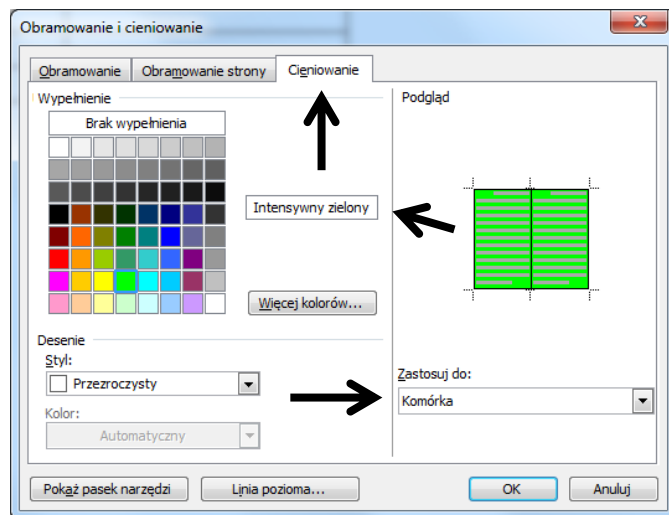 Obramowanie i cieniowanie
Obramowanie
Obramowanie strony
Cieniowanie
Wypełnienie
Brak wypełnienia
Intensywny zielony
Więcej kolorów...
Desenie
Styl:
Przezroczysty
Kolor:
Automatyczny
Podgląd
Zastosuj do:
Komórka
Pokaż pasek narzędzi
Linia pozioma...
OK
Anuluj